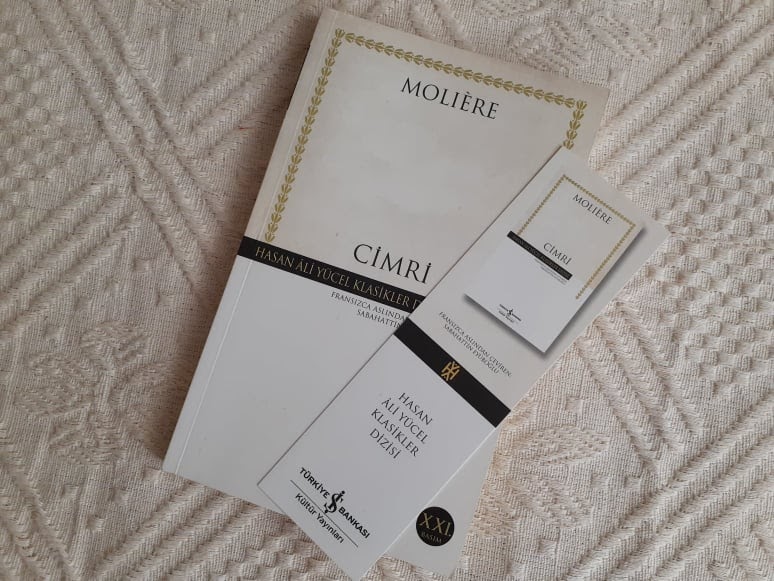 MOLIÈRE
CİMRİ
HASAN ÂLİ YÜCEL KLASİKLER
FRANSIZCA ASLINDAN
SABAHATTİN
XXI.
BASIM
MOLIÈRE
CİMRİ
FRANSIZCA ASLINDAN ÇEVİREN:
SABAHATTİN EYUBOĞLU
HASAN
ÂLİ YÜCEL
KLASİKLER
DİZİSİ
TÜRKİYE İŞ BANKASI
Kültür Yayınları